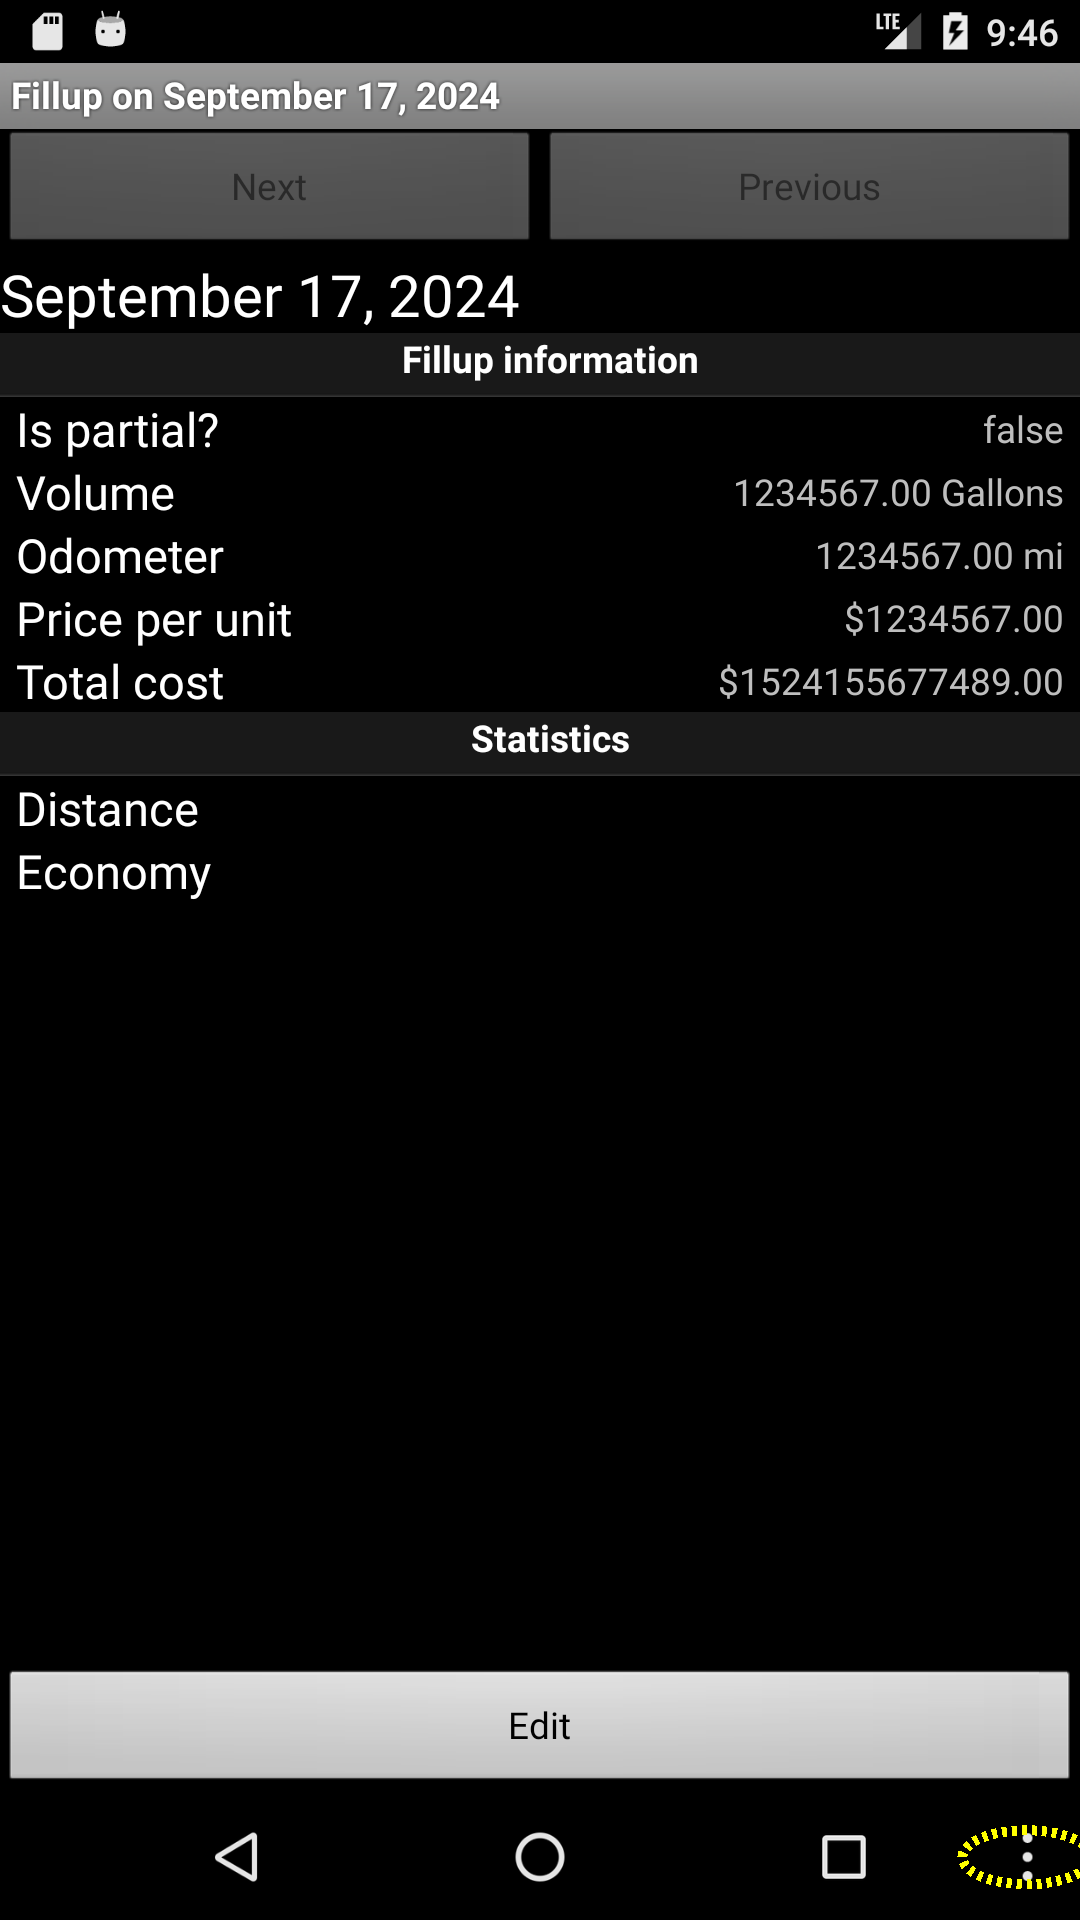 LTE 9:46
Fillup on September 17, 2024
Next Previous
September 17, 2024
Fillup information
Is partial? false
Volume 1234567.00 Gallons
Odometer 1234567.00 mi
Price per unit $1234567.00
Total cost $1524155677489.00
Statistics
Distance
Economy
Edit